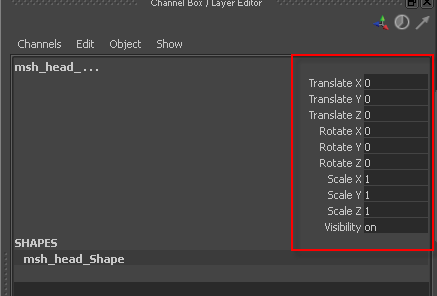 Channel Box / Layer Editor
Channels Edit Object Show
msh_head_...
Translate X 0
Translate Y 0
Translate Z 0
Rotate X 0
Rotate Y 0
Rotate Z 0
Scale X 1
Scale Y 1
Scale Z 1
Visibility on
SHAPES
msh_head_Shape